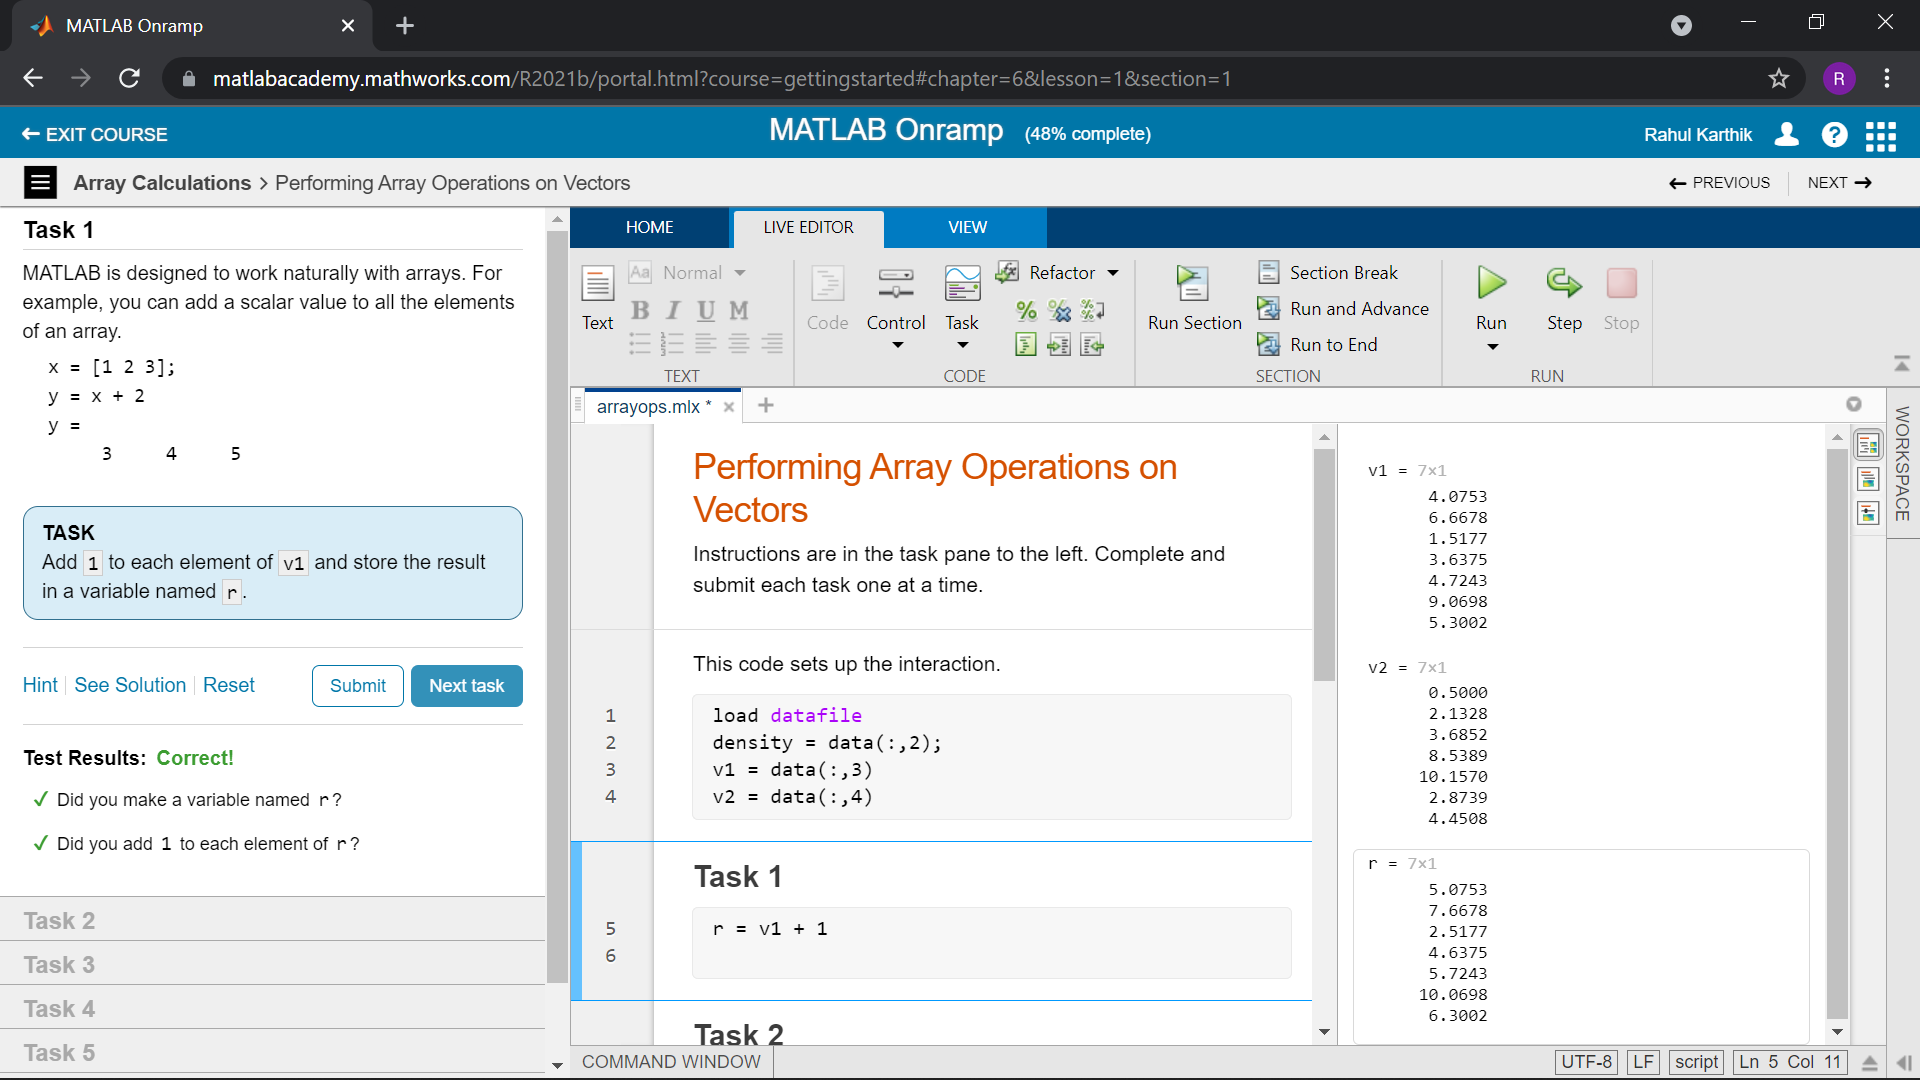 MATLAB Onramp
matlabacademy.mathworks.com/R2021b/portal.html?course=gettingstarted#chapter=6&lesson=1&section=1
R
EXIT COURSE
MATLAB Onramp (48% complete)
Rahul Karthik
?
Array Calculations > Performing Array Operations on Vectors
PREVIOUS
NEXT
Task 1
MATLAB is designed to work naturally with arrays. For
example, you can add a scalar value to all the elements
of an array.
x = [1 2 3];
y = x + 2
y =
3 4 5
TASK
Add 1 to each element of v1 and store the result
in a variable named r.
Hint See Solution Reset
Submit
Next task
Test Results: Correct!
✓ Did you make a variable named r?
✓ Did you add 1 to each element of r?
Task 2
Task 3
Task 4
Task 5
HOME
LIVE EDITOR
VIEW
Text
Aa Normal
B I U M
TEXT
Code
Control
Task
Refactor
CODE
Run Section
Section Break
Run and Advance
Run to End
SECTION
Run
Step
Stop
RUN
arrayops.mlx *
Performing Array Operations on
Vectors
Instructions are in the task pane to the left. Complete and
submit each task one at a time.
This code sets up the interaction.
1 load datafile
2 density = data(:,2);
3 v1 = data(:,3)
4 v2 = data(:,4)
Task 1
5 r = v1 + 1
6
Task 2
v1 = 7×1
4.0753
6.6678
1.5177
3.6375
4.7243
9.0698
5.3002
v2 = 7×1
0.5000
2.1328
3.6852
8.5389
10.1570
2.8739
4.4508
r = 7×1
5.0753
7.6678
2.5177
4.6375
5.7243
10.0698
6.3002
WORKSPACE
COMMAND WINDOW
UTF-8
LF
script
Ln 5 Col 11